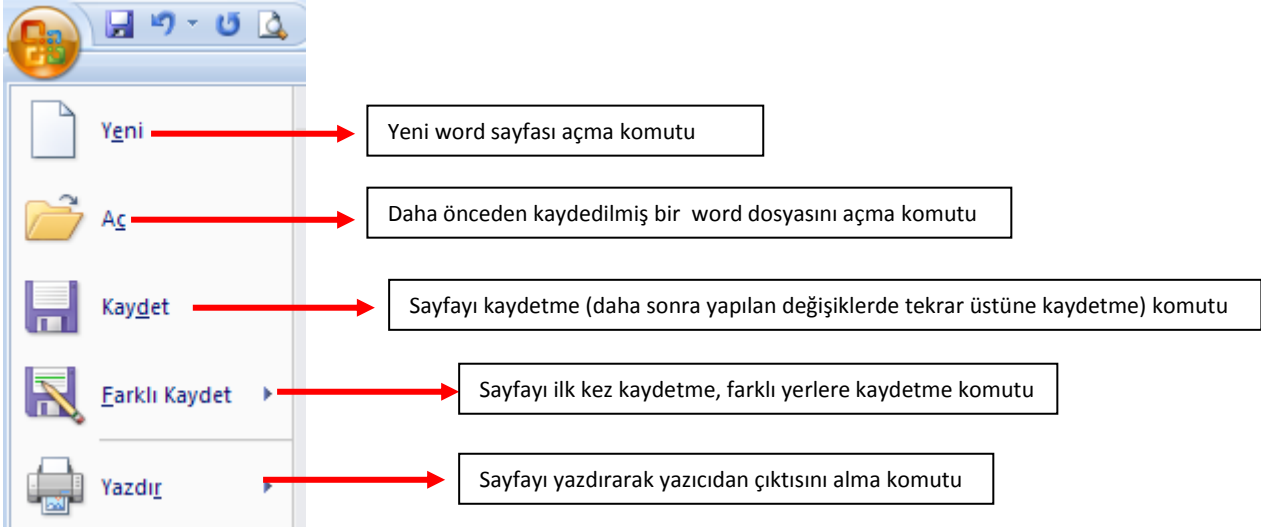 Yeni
Yeni word sayfası açma komutu
Aç
Daha önceden kaydedilmiş bir  word dosyasını açma komutu
Kaydet
Sayfayı kaydetme (daha sonra yapılan değişiklerde tekrar üstüne kaydetme) komutu
Farklı Kaydet
Sayfayı ilk kez kaydetme, farklı yerlere kaydetme komutu
Yazdır
Sayfayı yazdırarak yazıcıdan çıktısını alma komutu